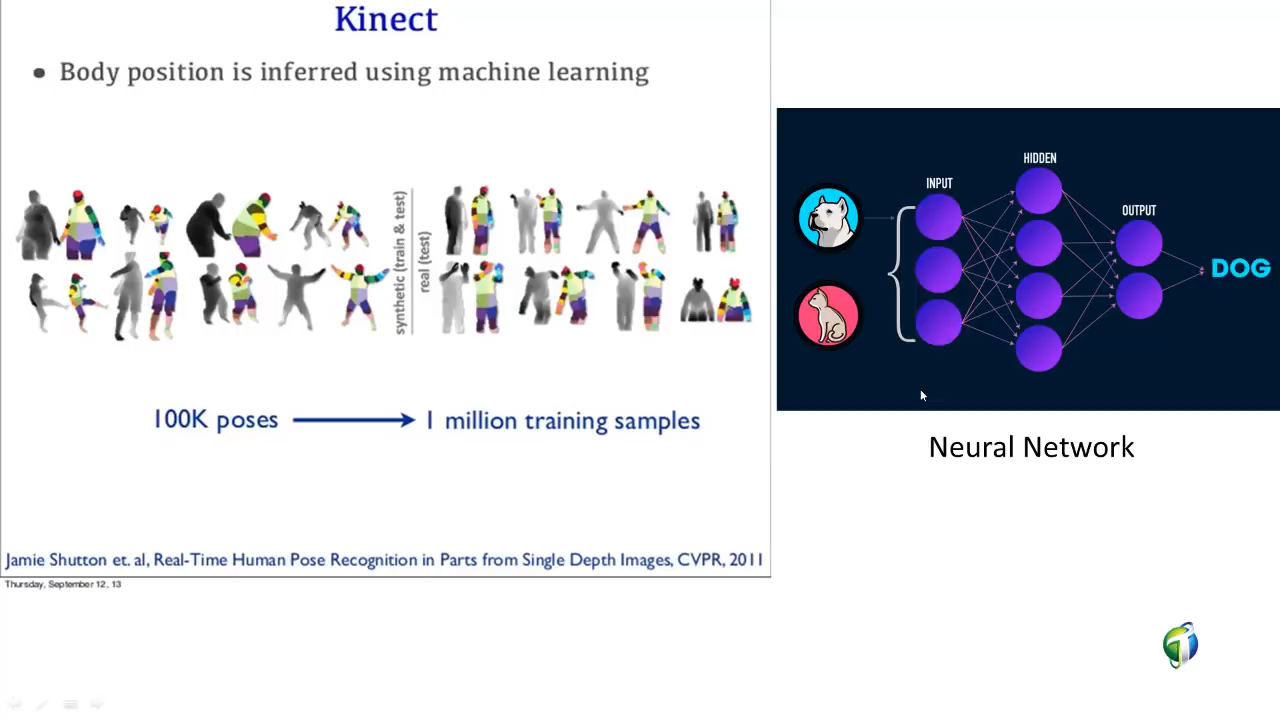 Kinect
Body position is inferred using machine learning
synthetic (train & test)
real (test)
100K poses
1 million training samples
Jamie Shutton et. al, Real-Time Human Pose Recognition in Parts from Single Depth Images, CVPR, 2011
Thursday, September 12, 13
INPUT
HIDDEN
OUTPUT
DOG
Neural Network